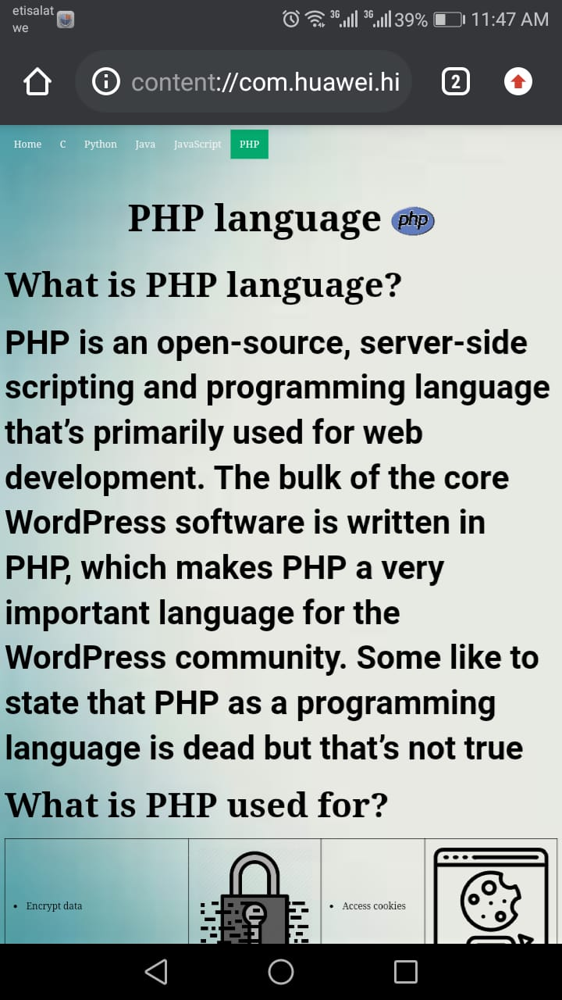 etisalat
we
3G 3G 39% 11:47 AM
content://com.huawei.hi
2
Home C Python Java JavaScript PHP
PHP language php
What is PHP language?
PHP is an open-source, server-side
scripting and programming language
that’s primarily used for web
development. The bulk of the core
WordPress software is written in
PHP, which makes PHP a very
important language for the
WordPress community. Some like to
state that PHP as a programming
language is dead but that’s not true
What is PHP used for?
• Encrypt data
• Access cookies